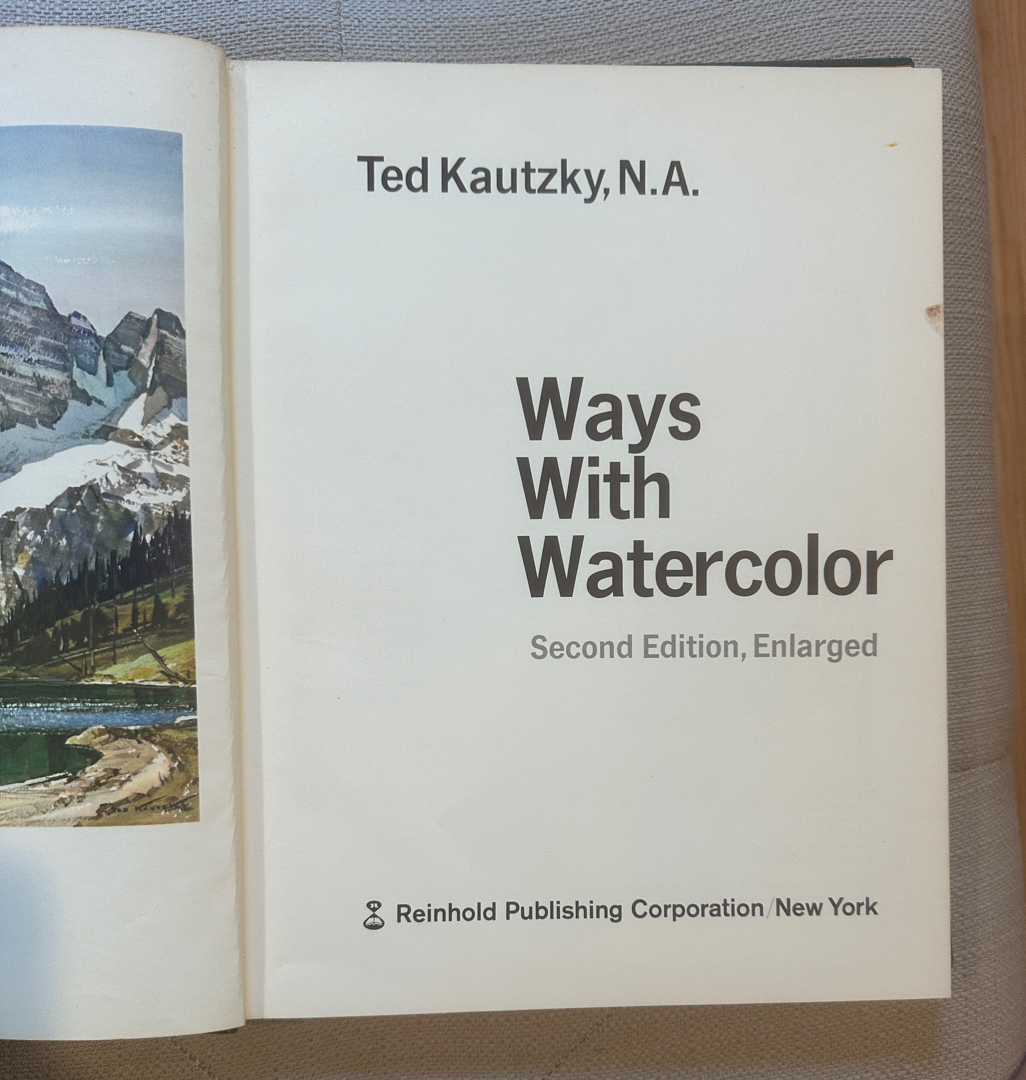 Ted Kautzky, N.A.
Ways
With
Watercolor
Second Edition, Enlarged
Reinhold Publishing Corporation/New York